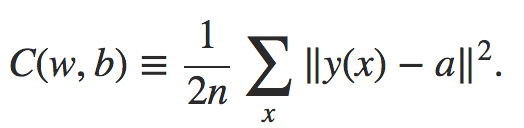 C(w, b) ≡ 1/2n ∑ₓ ‖y(x) − a‖².